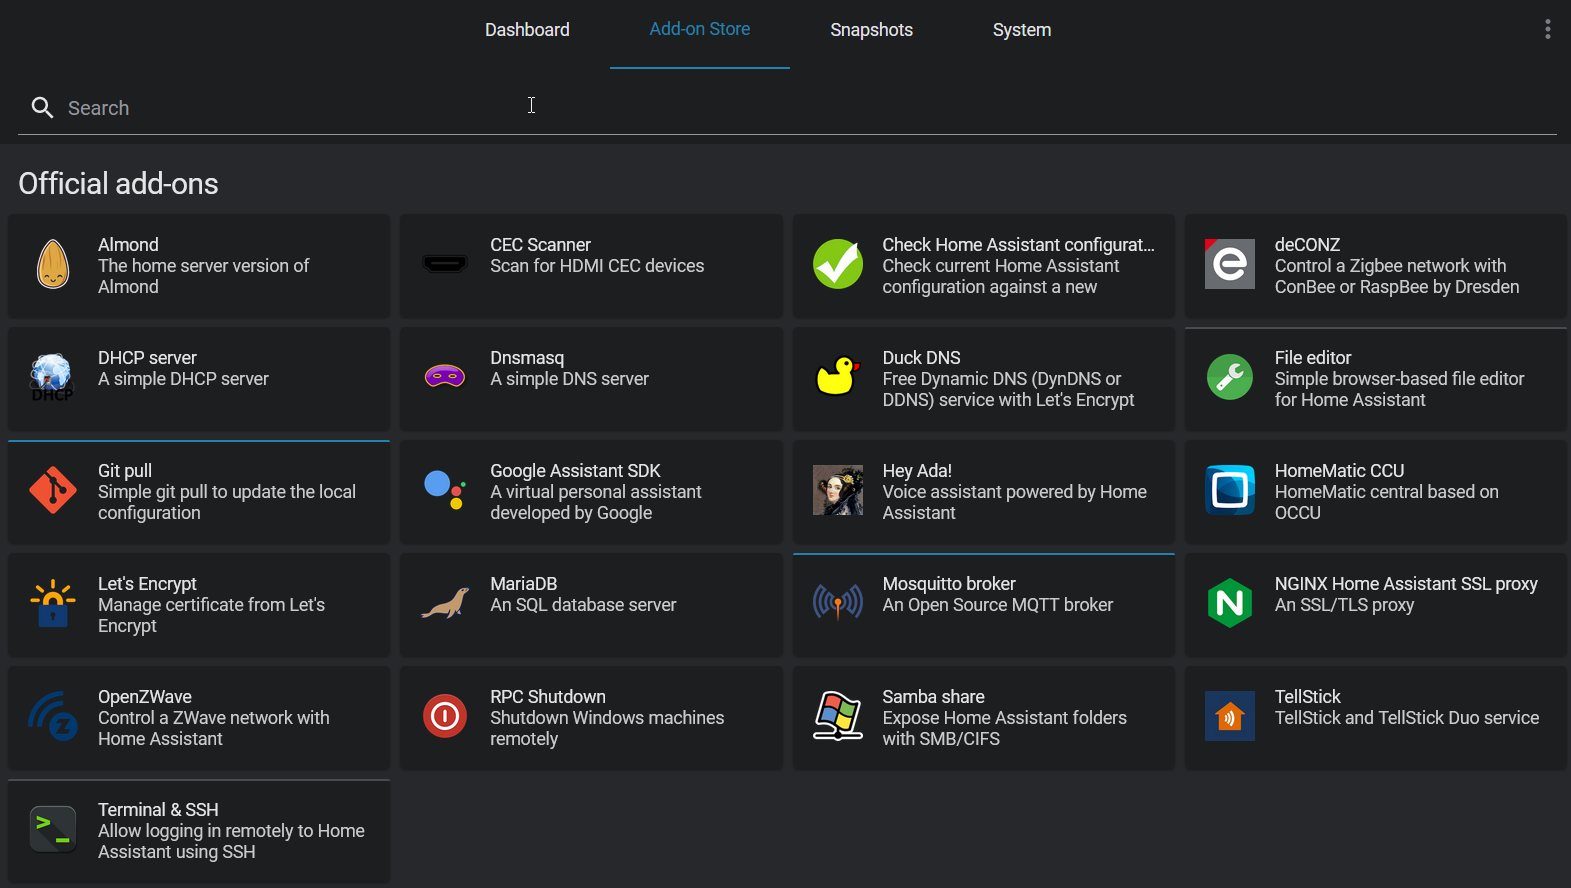 Dashboard
Add-on Store
Snapshots
System
Search
Official add-ons
Almond
The home server version of
Almond
CEC Scanner
Scan for HDMI CEC devices
Check Home Assistant configurat...
Check current Home Assistant
configuration against a new
deCONZ
Control a Zigbee network with
ConBee or RaspBee by Dresden
DHCP
DHCP server
A simple DHCP server
Dnsmasq
A simple DNS server
Duck DNS
Free Dynamic DNS (DynDNS or
DDNS) service with Let's Encrypt
File editor
Simple browser-based file editor
for Home Assistant
Git pull
Simple git pull to update the local
configuration
Google Assistant SDK
A virtual personal assistant
developed by Google
Hey Ada!
Voice assistant powered by Home
Assistant
HomeMatic CCU
HomeMatic central based on
OCCU
Let's Encrypt
Manage certificate from Let's
Encrypt
MariaDB
An SQL database server
Mosquitto broker
An Open Source MQTT broker
N
NGINX Home Assistant SSL proxy
An SSL/TLS proxy
OpenZWave
Control a ZWave network with
Home Assistant
RPC Shutdown
Shutdown Windows machines
remotely
Samba share
Expose Home Assistant folders
with SMB/CIFS
TellStick
TellStick and TellStick Duo service
Terminal & SSH
Allow logging in remotely to Home
Assistant using SSH